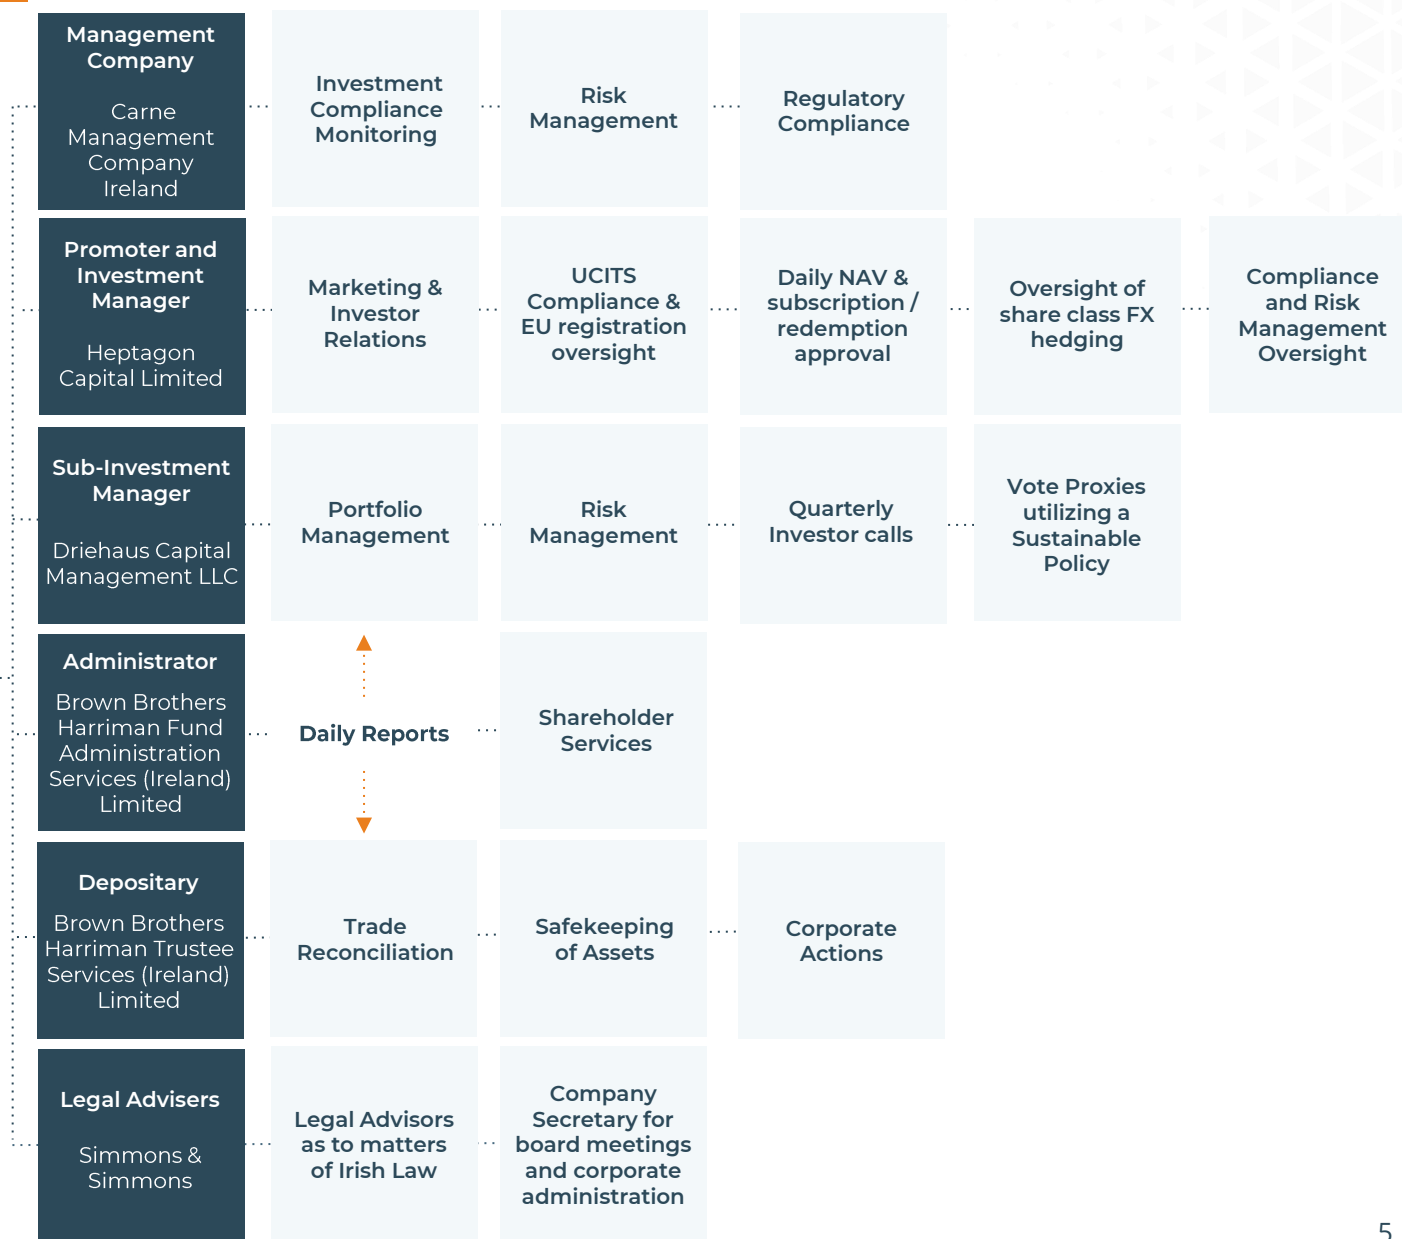 Management
Company
Carne
Management
Company
Ireland
Investment
Compliance
Monitoring
Risk
Management
Regulatory
Compliance
Promoter and
Investment
Manager
Heptagon
Capital Limited
Marketing &
Investor
Relations
UCITS
Compliance &
EU registration
oversight
Daily NAV &
subscription /
redemption
approval
Oversight of
share class FX
hedging
Compliance
and Risk
Management
Oversight
Sub-Investment
Manager
Driehaus Capital
Management LLC
Portfolio
Management
Risk
Management
Quarterly
Investor calls
Vote Proxies
utilizing a
Sustainable
Policy
Administrator
Brown Brothers
Harriman Fund
Administration
Services (Ireland)
Limited
Daily Reports
Shareholder
Services
Depositary
Brown Brothers
Harriman Trustee
Services (Ireland)
Limited
Trade
Reconciliation
Safekeeping
of Assets
Corporate
Actions
Legal Advisers
Simmons &
Simmons
Legal Advisors
as to matters
of Irish Law
Company
Secretary for
board meetings
and corporate
administration
5